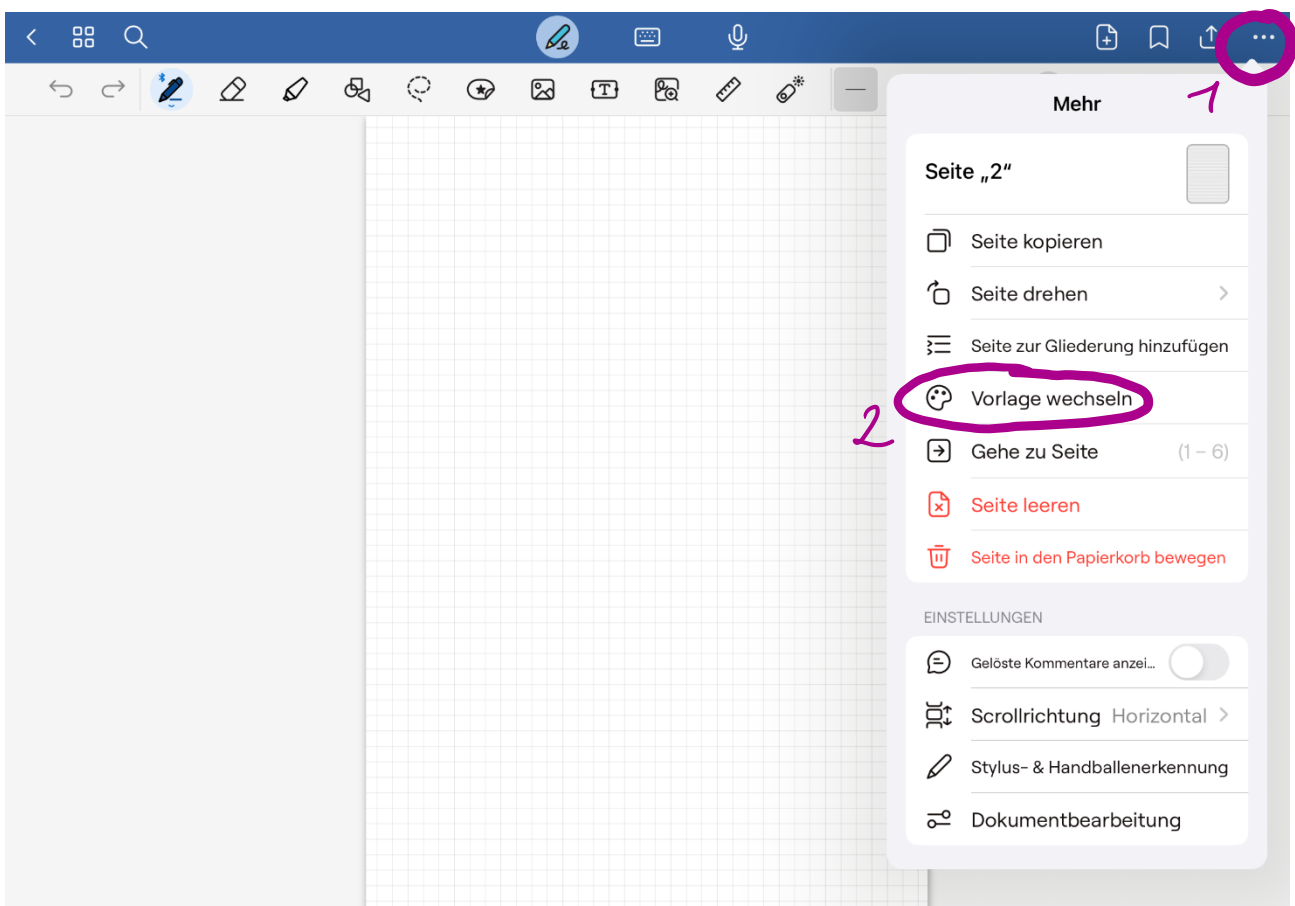 Mehr
1
Seite „2“
Seite kopieren
Seite drehen
Seite zur Gliederung hinzufügen
Vorlage wechseln
2
Gehe zu Seite (1 – 6)
Seite leeren
Seite in den Papierkorb bewegen
EINSTELLUNGEN
Gelöste Kommentare anzei...
Scrollrichtung Horizontal
Stylus- & Handballenerkennung
Dokumentbearbeitung